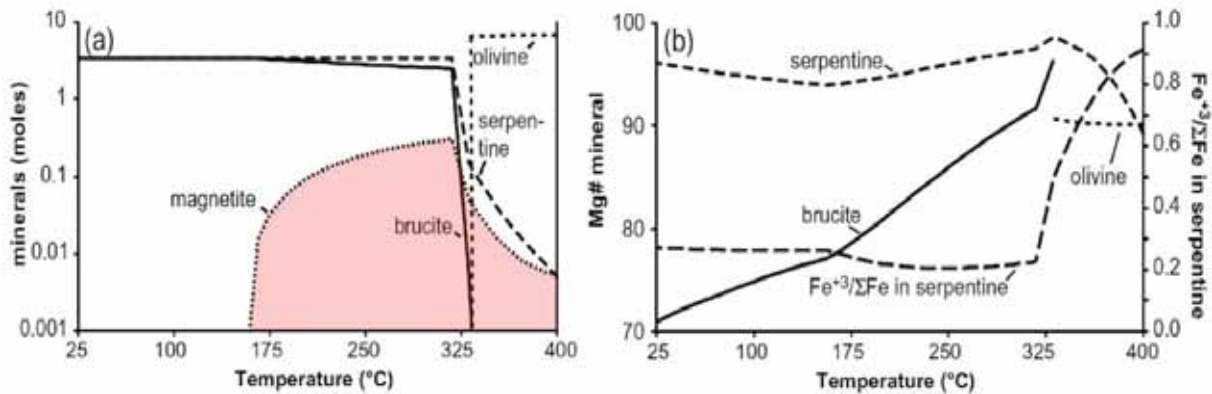 (a)
minerals (moles)
10
1
0.1
0.01
0.001
olivine
serpen-
tine
magnetite
brucite
25
100
175
250
325
400
Temperature (°C)
(b)
Mg# mineral
100
90
80
70
serpentine
brucite
olivine
Fe⁺³/ΣFe in serpentine
25
100
175
250
325
400
Temperature (°C)
1.0
0.8
0.6
0.4
0.2
0.0
Fe⁺³/ΣFe
in serpentine